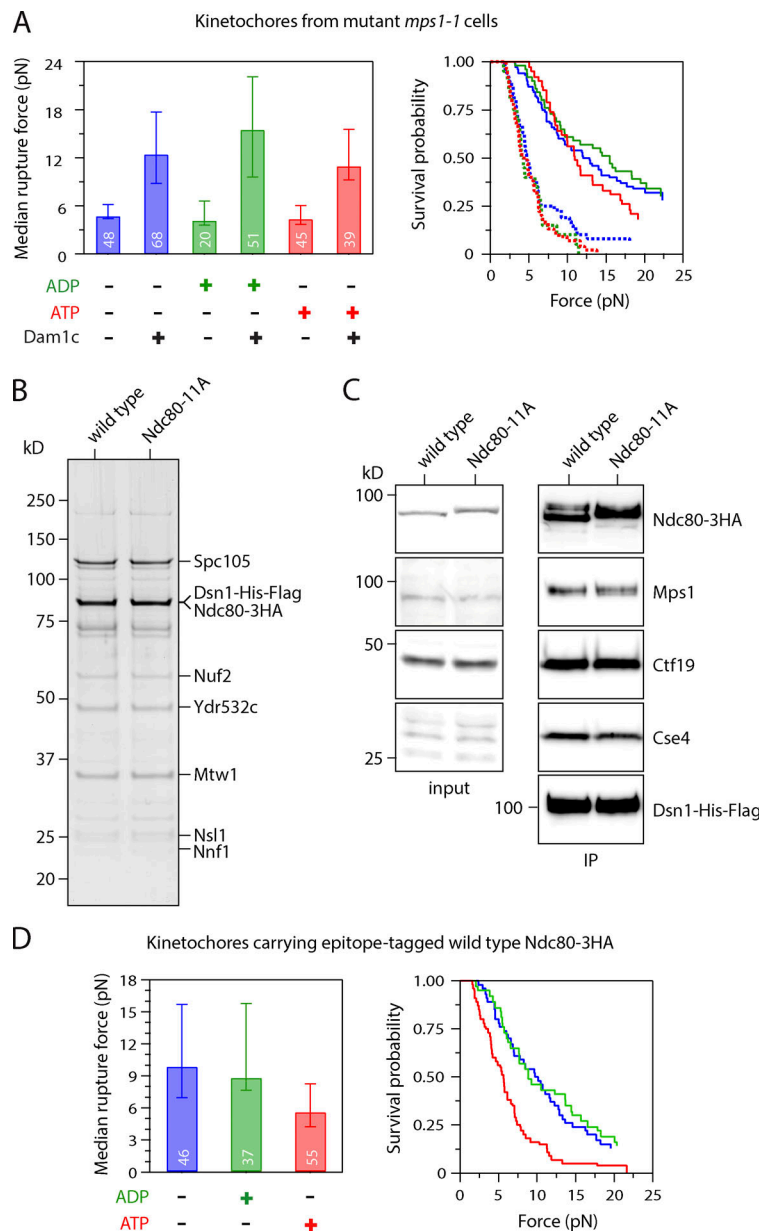 A
Kinetochores from mutant mps1-1 cells
Median rupture force (pN)
24
18
12
6
0
48
68
20
51
45
39
ADP - - + + - -
ATP - - - - + +
Dam1c - + - + - +
Survival probability
1.00
0.75
0.50
0.25
0
0 5 10 15 20 25
Force (pN)
B
wild type
Ndc80-11A
kD
250
150
100
75
50
37
25
20
Spc105
Dsn1-His-Flag
Ndc80-3HA
Nuf2
Ydr532c
Mtw1
Nsl1
Nnf1
C
wild type
Ndc80-11A
wild type
Ndc80-11A
kD
100
100
50
25
input
100
Ndc80-3HA
Mps1
Ctf19
Cse4
Dsn1-His-Flag
IP
D
Kinetochores carrying epitope-tagged wild type Ndc80-3HA
Median rupture force (pN)
18
15
12
9
6
3
0
46
37
55
ADP - + -
ATP - - +
Survival probability
1.00
0.75
0.50
0.25
0
0 5 10 15 20 25
Force (pN)